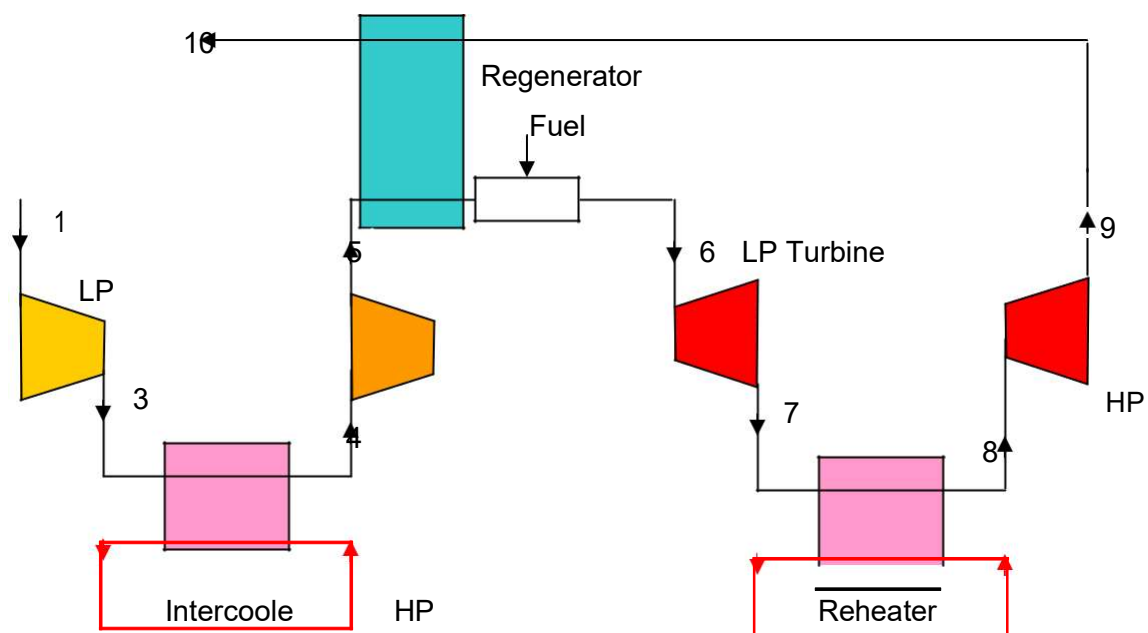 10
Regenerator
Fuel
1
5
6
LP Turbine
9
LP
3
HP
7
4
8
Intercoole
HP
Reheater